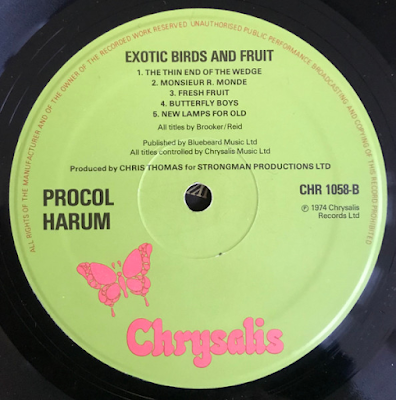 ALL RIGHTS OF THE MANUFACTURER AND OF THE OWNER OF THE RECORDED WORK RESERVED UNAUTHORISED PUBLIC PERFORMANCE BROADCASTING AND COPYING OF THIS RECORD PROHIBITED
EXOTIC BIRDS AND FRUIT
1. THE THIN END OF THE WEDGE
2. MONSIEUR R. MONDE
3. FRESH FRUIT
4. BUTTERFLY BOYS
5. NEW LAMPS FOR OLD
All titles by Brooker/Reid
Published by Bluebeard Music Ltd
All titles controlled by Chrysalis Music Ltd
Produced by CHRIS THOMAS for STRONGMAN PRODUCTIONS LTD
PROCOL
HARUM
CHR 1058-B
℗ 1974 Chrysalis
Records Ltd
Chrysalis